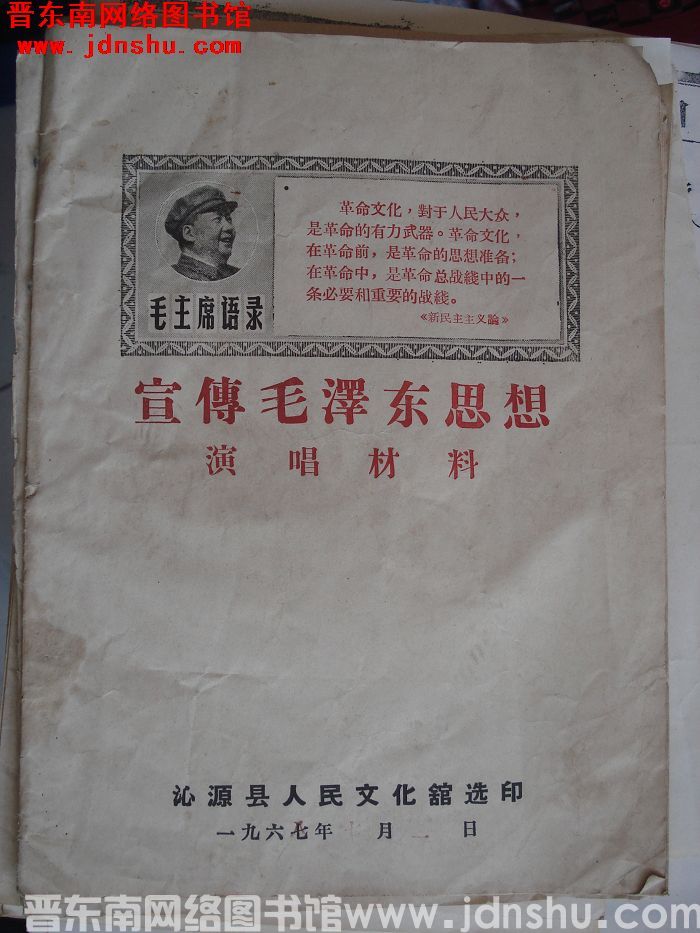 晋东南网络图书馆
www.jdnshu.com
革命文化，對于人民大众，
是革命的有力武器。革命文化，
在革命前，是革命的思想准备；
在革命中，是革命总战綫中的一
条必要和重要的战綫。
《新民主主义論》
毛主席语录
宣傳毛澤东思想
演唱材料
沁源县人民文化舘选印
一九六七年 月 日
晋东南网络图书馆www.jdnshu.com